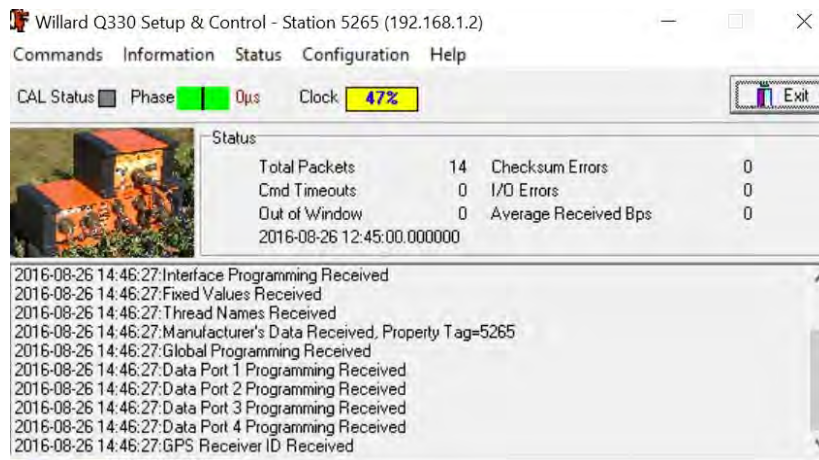 Willard Q330 Setup & Control - Station 5265 (192.168.1.2)
Commands Information Status Configuration Help
CAL Status Phase 0µs Clock 47% Exit
Status
Total Packets 14 Checksum Errors 0
Cmd Timeouts 0 I/O Errors 0
Out of Window 0 Average Received Bps 0
2016-08-26 12:45:00.000000
2016-08-26 14:46:27:Interface Programming Received
2016-08-26 14:46:27:Fixed Values Received
2016-08-26 14:46:27:Thread Names Received
2016-08-26 14:46:27:Manufacturer's Data Received, Property Tag=5265
2016-08-26 14:46:27:Global Programming Received
2016-08-26 14:46:27:Data Port 1 Programming Received
2016-08-26 14:46:27:Data Port 2 Programming Received
2016-08-26 14:46:27:Data Port 3 Programming Received
2016-08-26 14:46:27:Data Port 4 Programming Received
2016-08-26 14:46:27:GPS Receiver ID Received